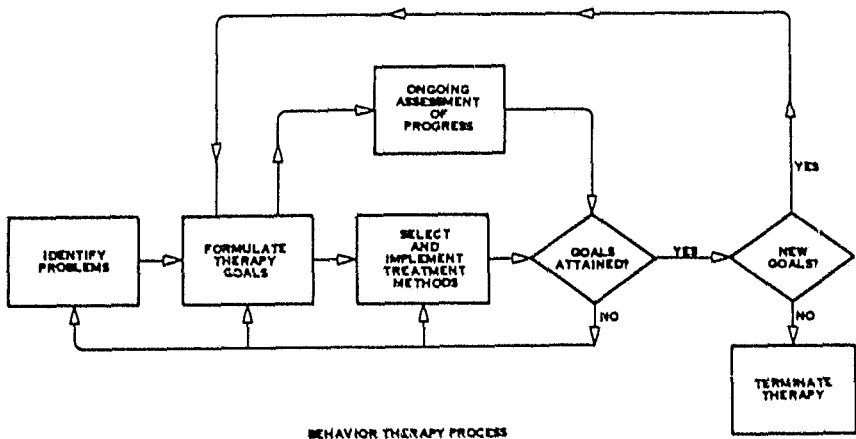 ONGOING
ASSESSMENT
OF
PROGRESS
YES
IDENTIFY
PROBLEMS
FORMULATE
THERAPY
GOALS
SELECT
AND
IMPLEMENT
TREATMENT
METHODS
GOALS
ATTAINED?
YES
NEW
GOALS?
NO
NO
TERMINATE
THERAPY
BEHAVIOR THERAPY PROCESS